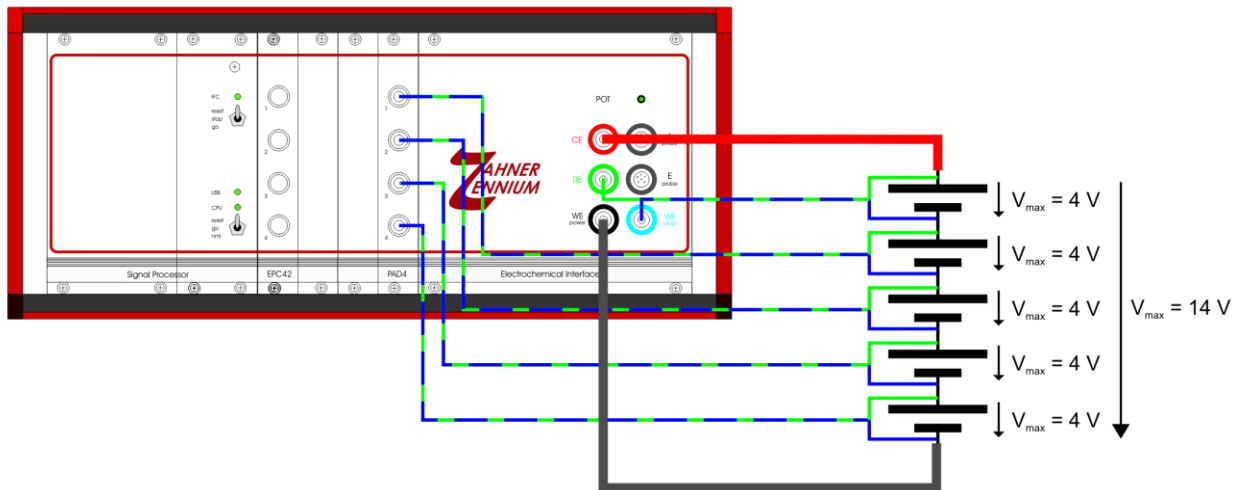 IFC
reset
stop
go
USB
CPU
reset
go
nmi
1
2
3
4
1
2
3
4
ZAHNER
ZENNIUM
POT
CE
RE
E
probe
WE
power
WE
Signal Processor
EPC42
PAD4
Electrochemical Interface
Vmax = 4 V
Vmax = 4 V
Vmax = 4 V
Vmax = 4 V
Vmax = 4 V
Vmax = 14 V